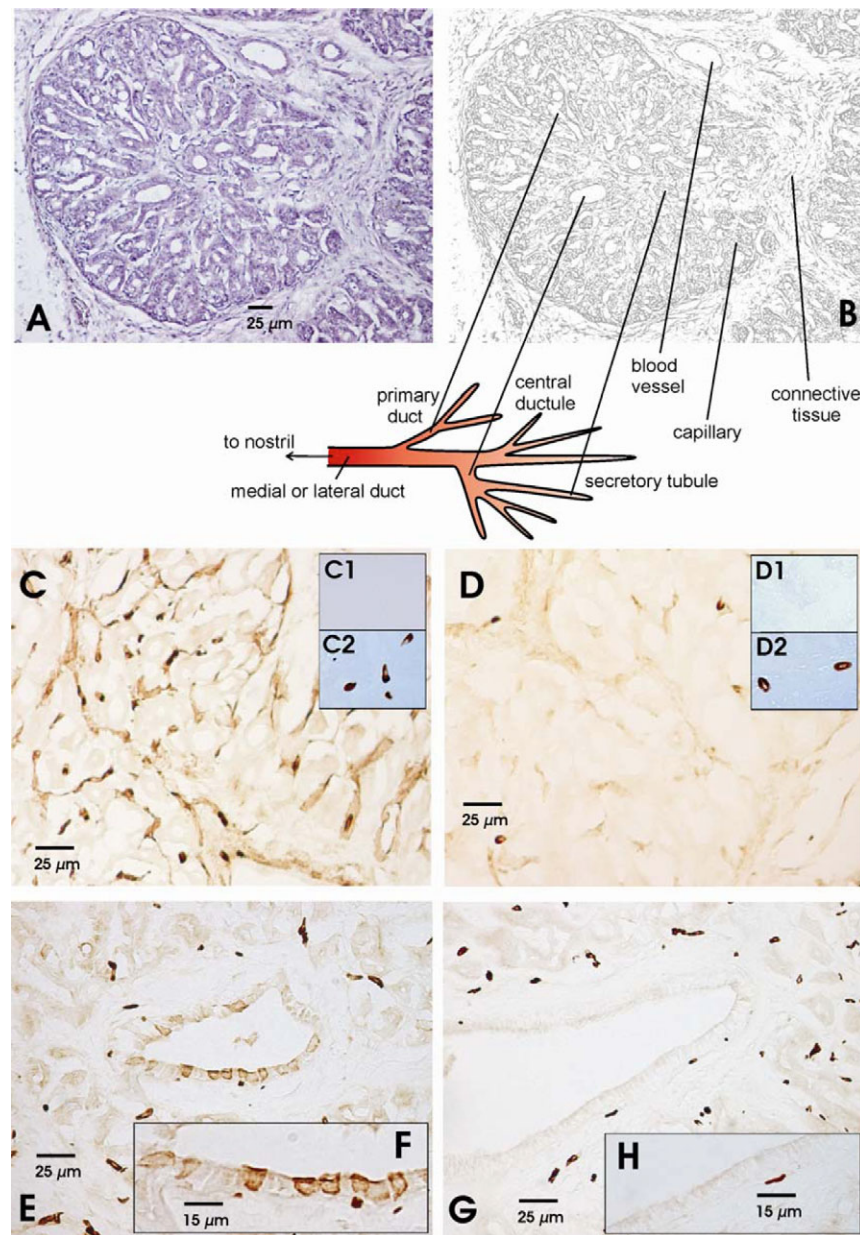 A
25 µm
B
blood
vessel
connective
tissue
capillary
primary
duct
central
ductule
to nostril
medial or lateral duct
secretory tubule
C
C1
C2
25 µm
D
D1
D2
25 µm
E
25 µm
F
15 µm
G
25 µm
H
15 µm